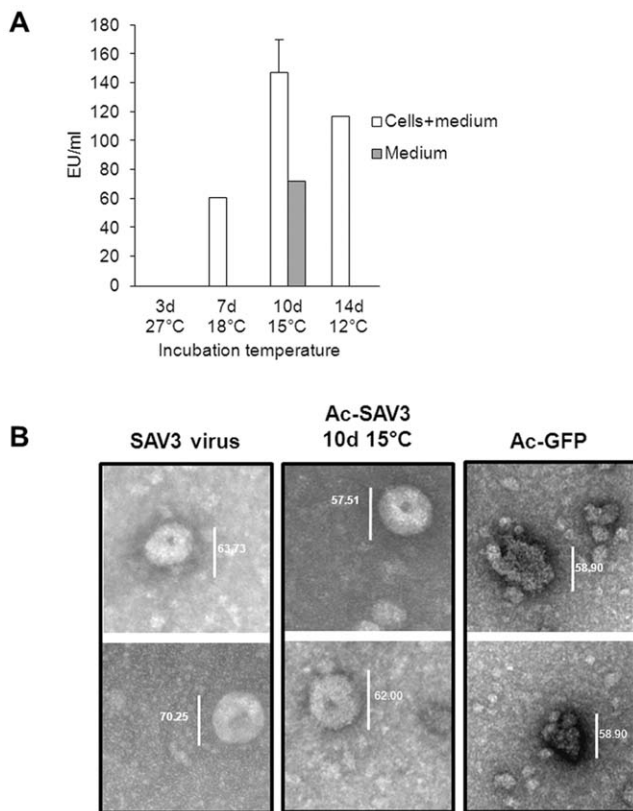 A
180
160
140
120
100
80
60
40
20
0
EU/ml
Cells+medium
Medium
3d 7d 10d 14d
27°C 18°C 15°C 12°C
Incubation temperature
B
SAV3 virus
Ac-SAV3
10d 15°C
Ac-GFP
63.73
57.51
58.90
70.25
62.00
58.90